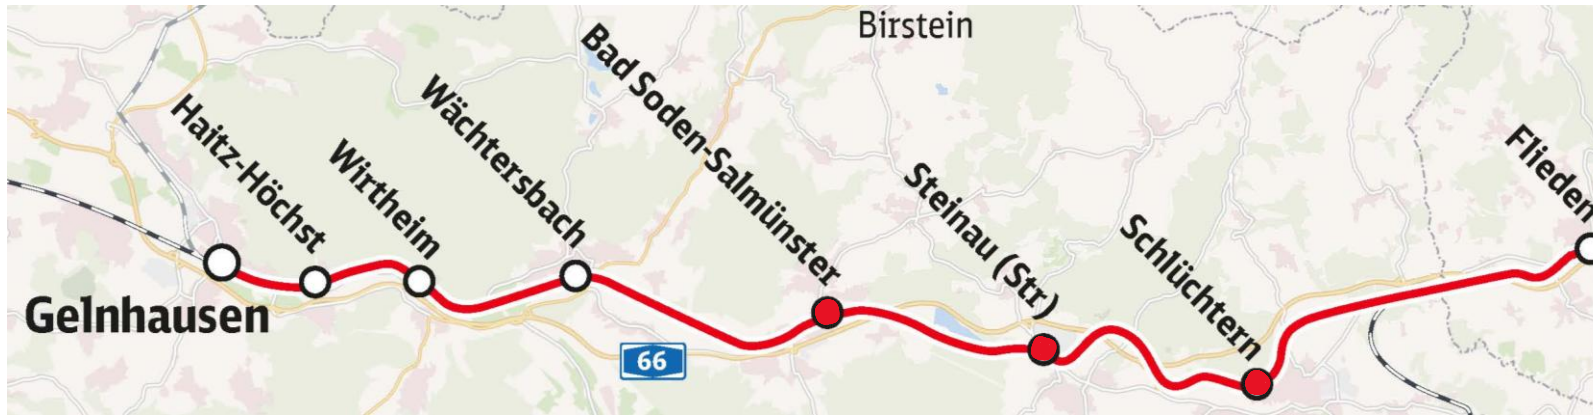 Birstein
Gelnhausen
Haitz-Höchst
Wirtheim
Wächtersbach
Bad Soden-Salmünster
Steinau (Str)
Schlüchtern
Flieden
66